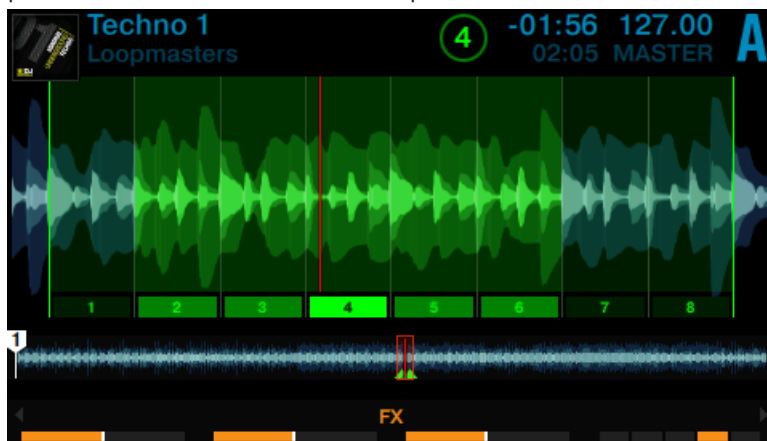 Techno 1
Loopmasters
4
-01:56 127.00
02:05 MASTER
A
1 2 3 4 5 6 7 8
1
FX